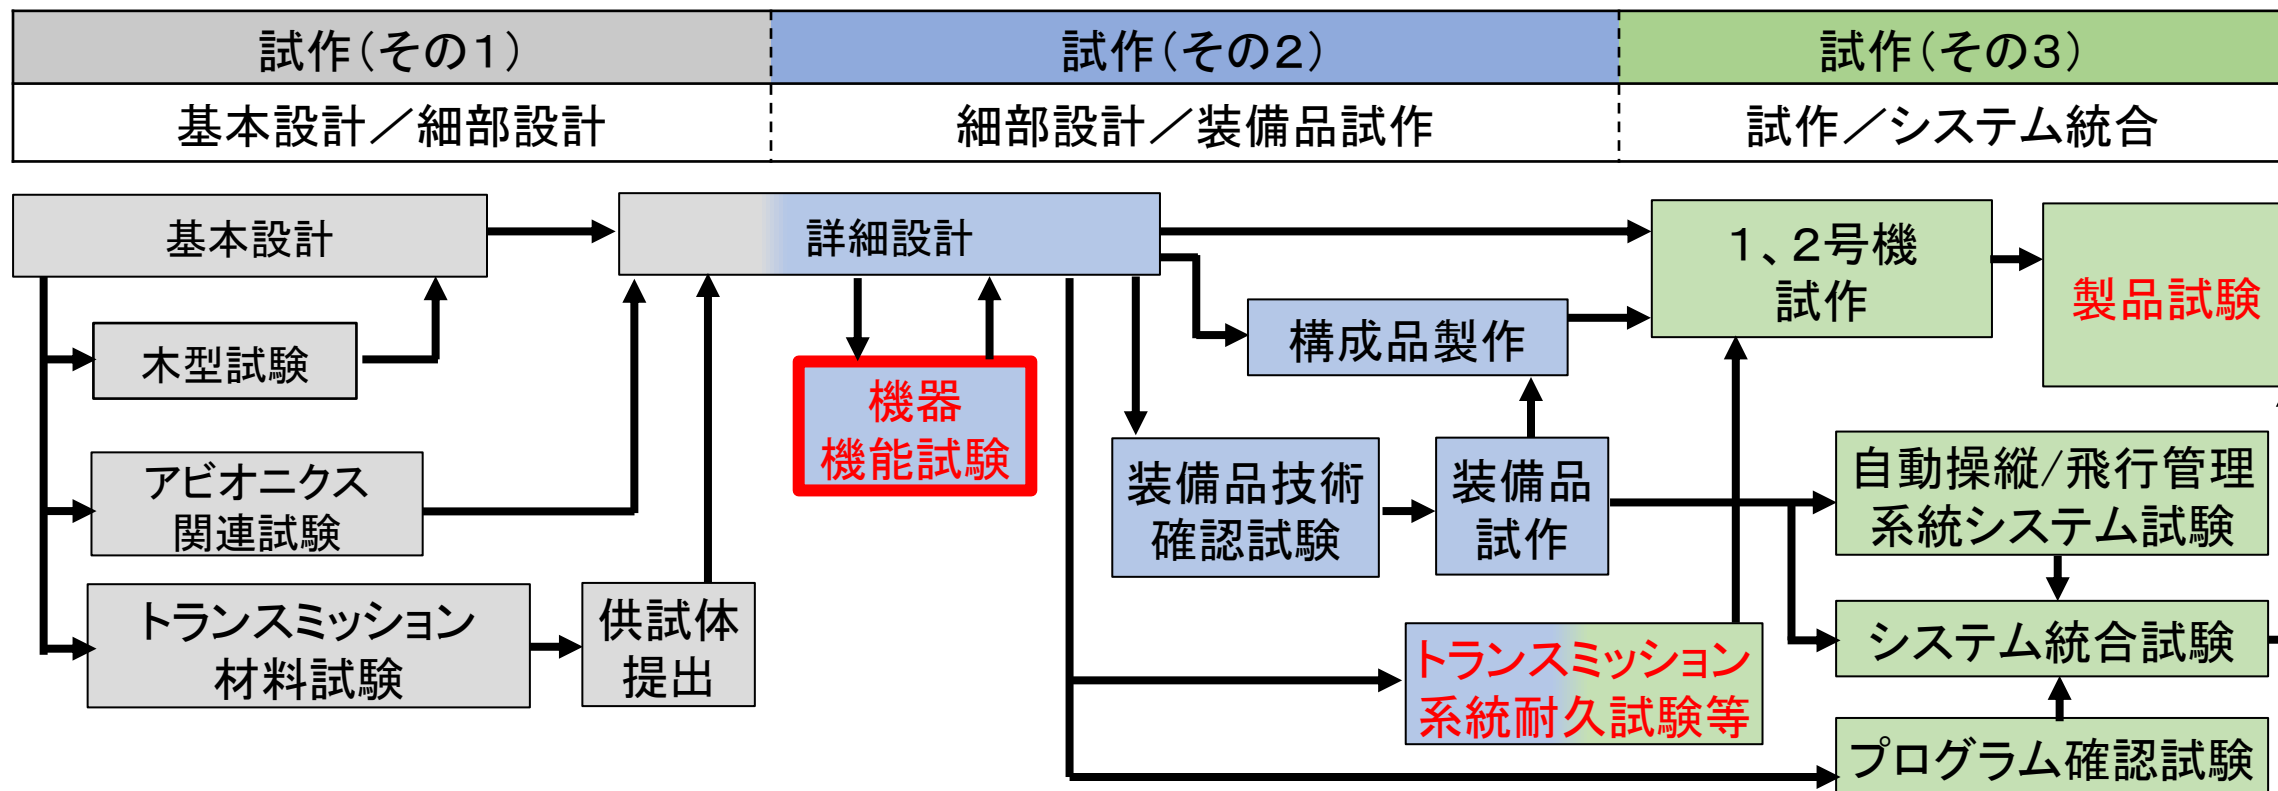 試作(その1)
試作(その2)
試作(その3)
基本設計／細部設計
細部設計／装備品試作
試作／システム統合
基本設計
詳細設計
1、2号機
試作
製品試験
木型試験
機器
機能試験
構成品製作
アビオニクス
関連試験
装備品技術
確認試験
装備品
試作
自動操縦/飛行管理
系統システム試験
トランスミッション
材料試験
供試体
提出
トランスミッション
系統耐久試験等
システム統合試験
プログラム確認試験